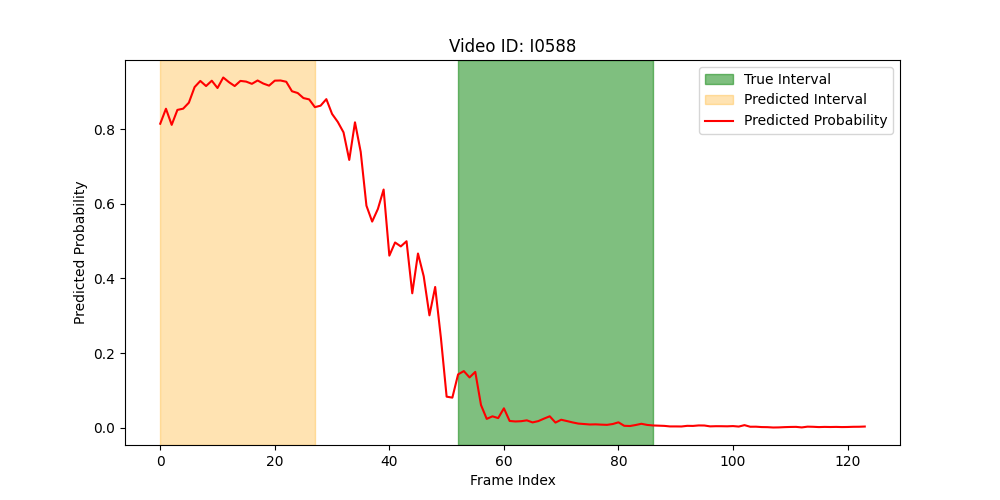 Video ID: I0588
True Interval
Predicted Interval
Predicted Probability
Predicted Probability
0.8
0.6
0.4
0.2
0.0
0 20 40 60 80 100 120
Frame Index